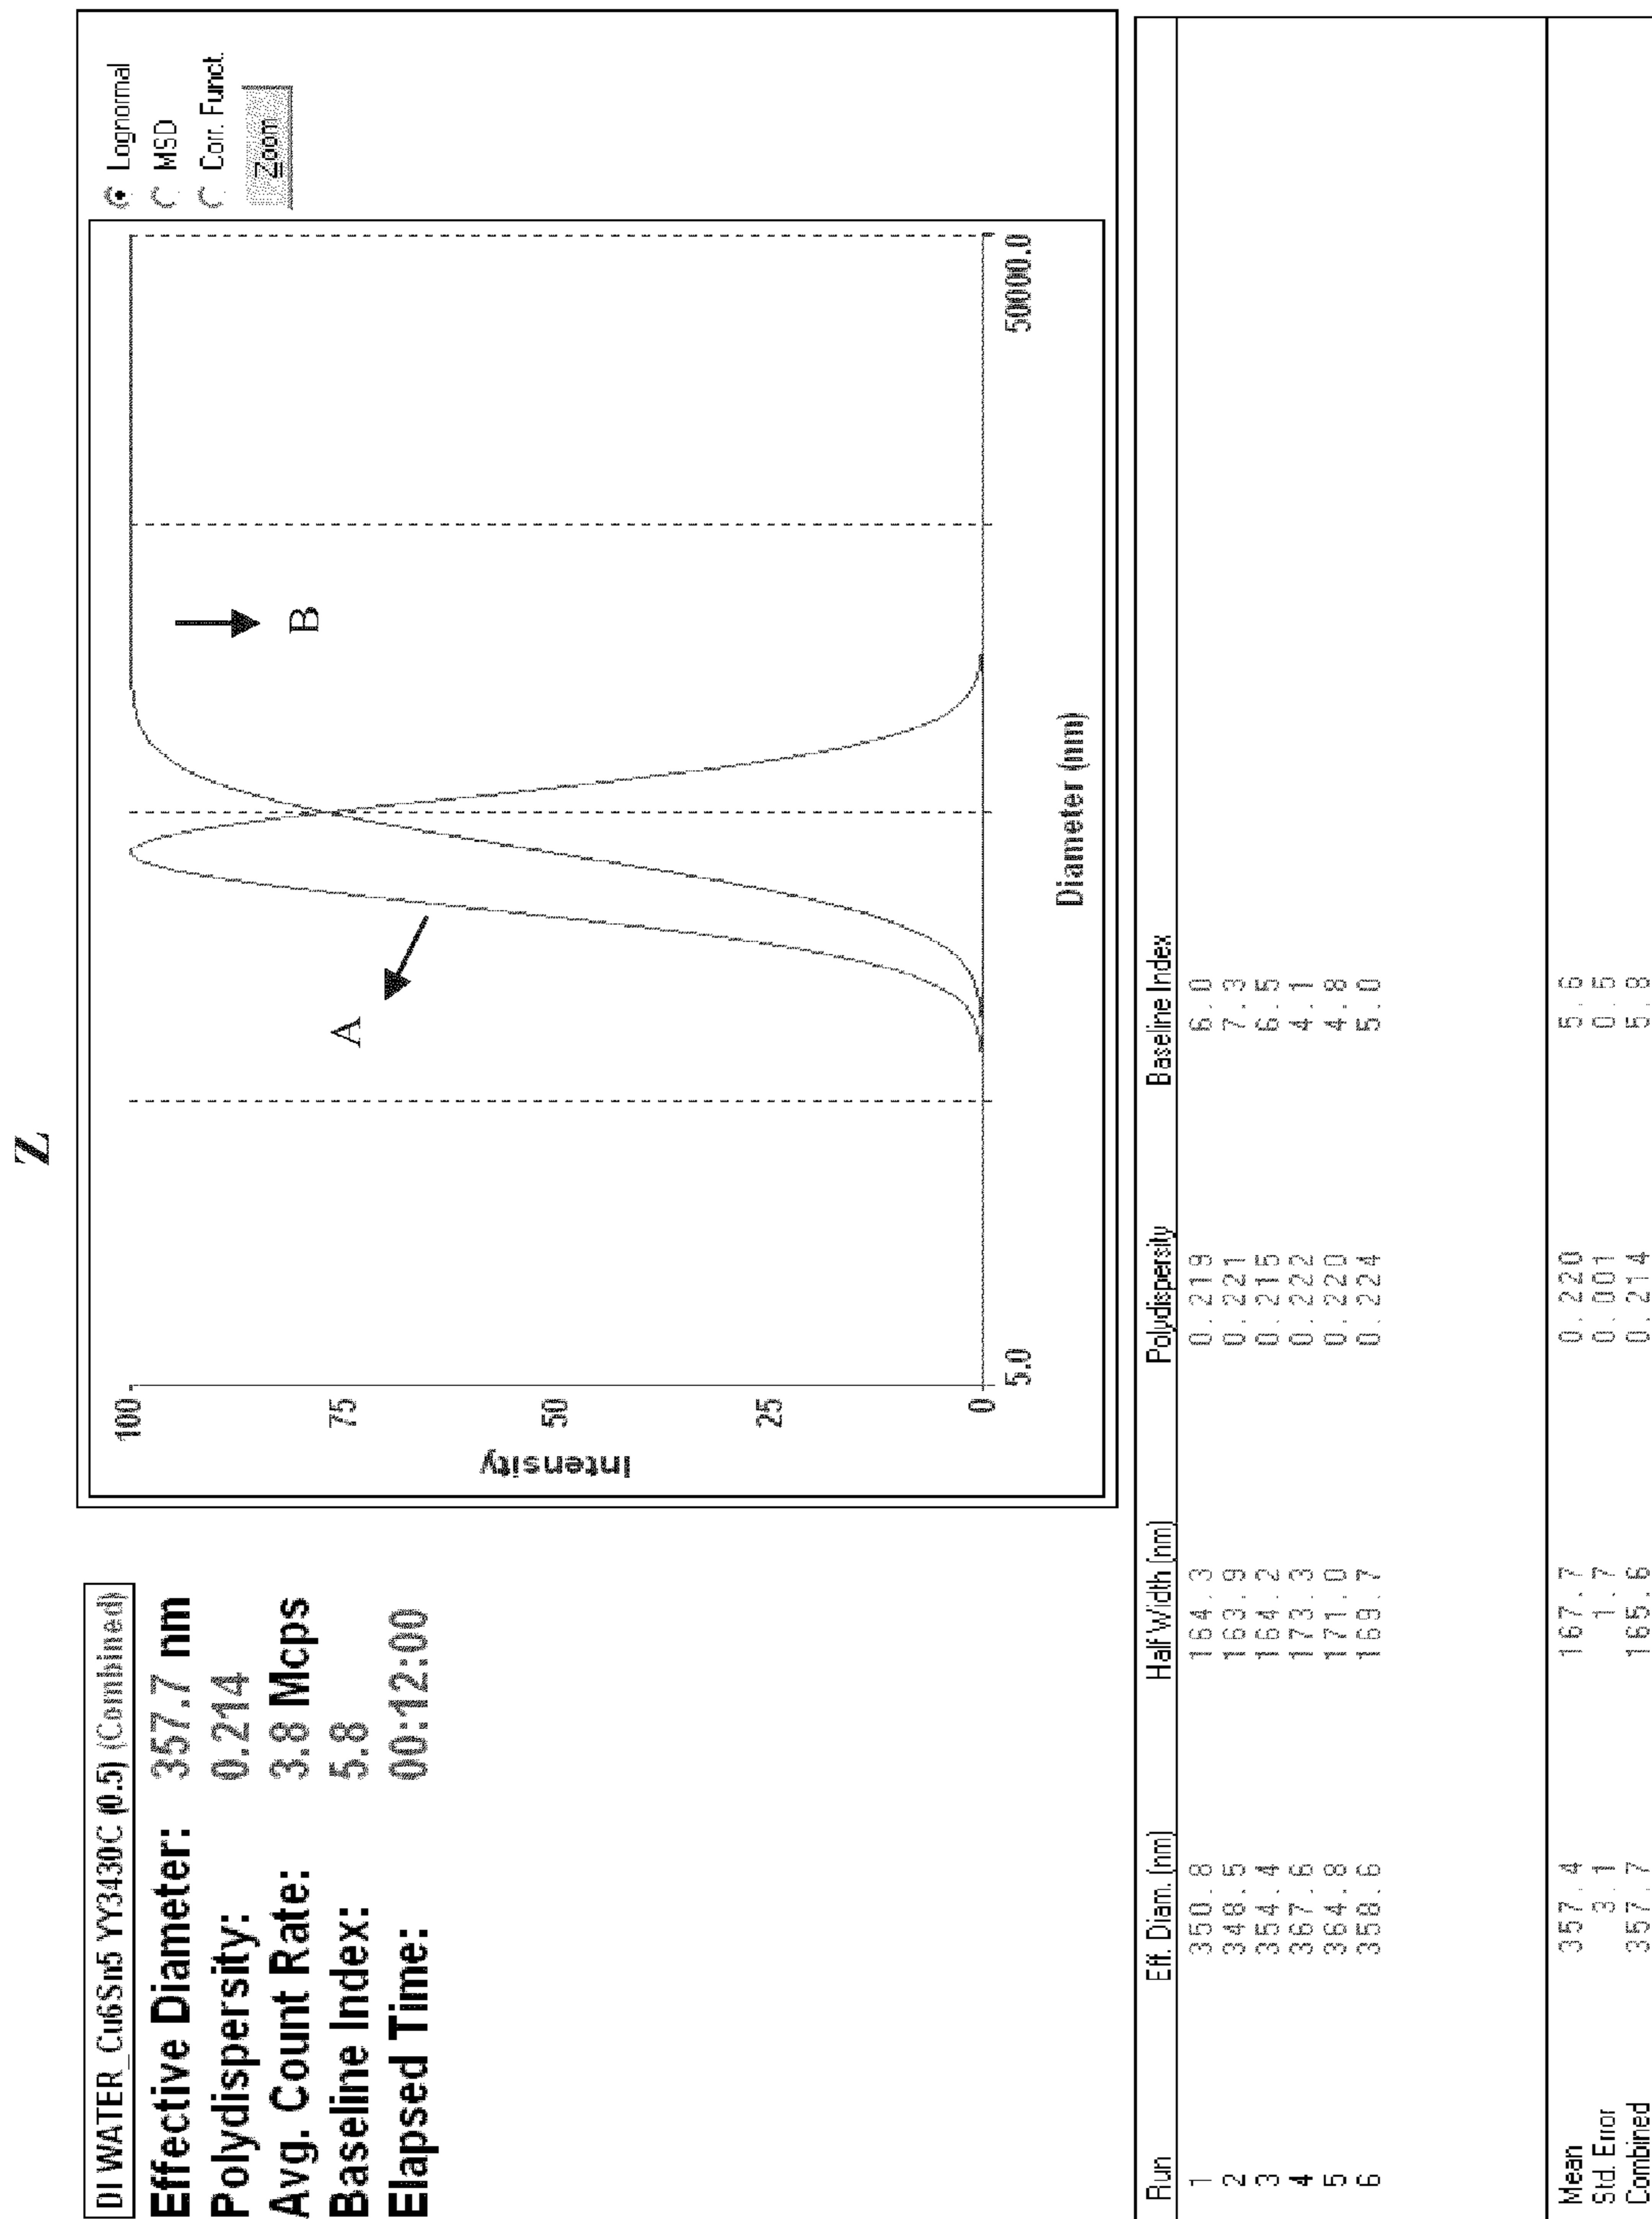 Z
DI WATER_Cu6Sn5 YY3430C (0.5) (Combined)
Effective Diameter: 357.7 nm
Polydispersity: 0.214
Avg. Count Rate: 3.8 Mcps
Baseline Index: 5.8
Elapsed Time: 00:12:00
Intensity
100
75
50
25
0
A
B
5.0
50000.0
Diameter (nm)
Lognormal
MSD
Corr. Funct.
Zoom
Run Eff. Diam. (nm) Half Width (nm) Polydispersity Baseline Index
1 350.8 164.3 0.219 6.0
2 348.5 163.9 0.221 7.3
3 354.4 164.2 0.215 6.5
4 367.6 173.3 0.222 4.1
5 364.8 171.0 0.220 4.8
6 358.6 169.7 0.224 5.0
Mean 357.4 167.7 0.220 5.6
Std. Error 3.1 1.7 0.001 0.5
Combined 357.7 165.6 0.214 5.8